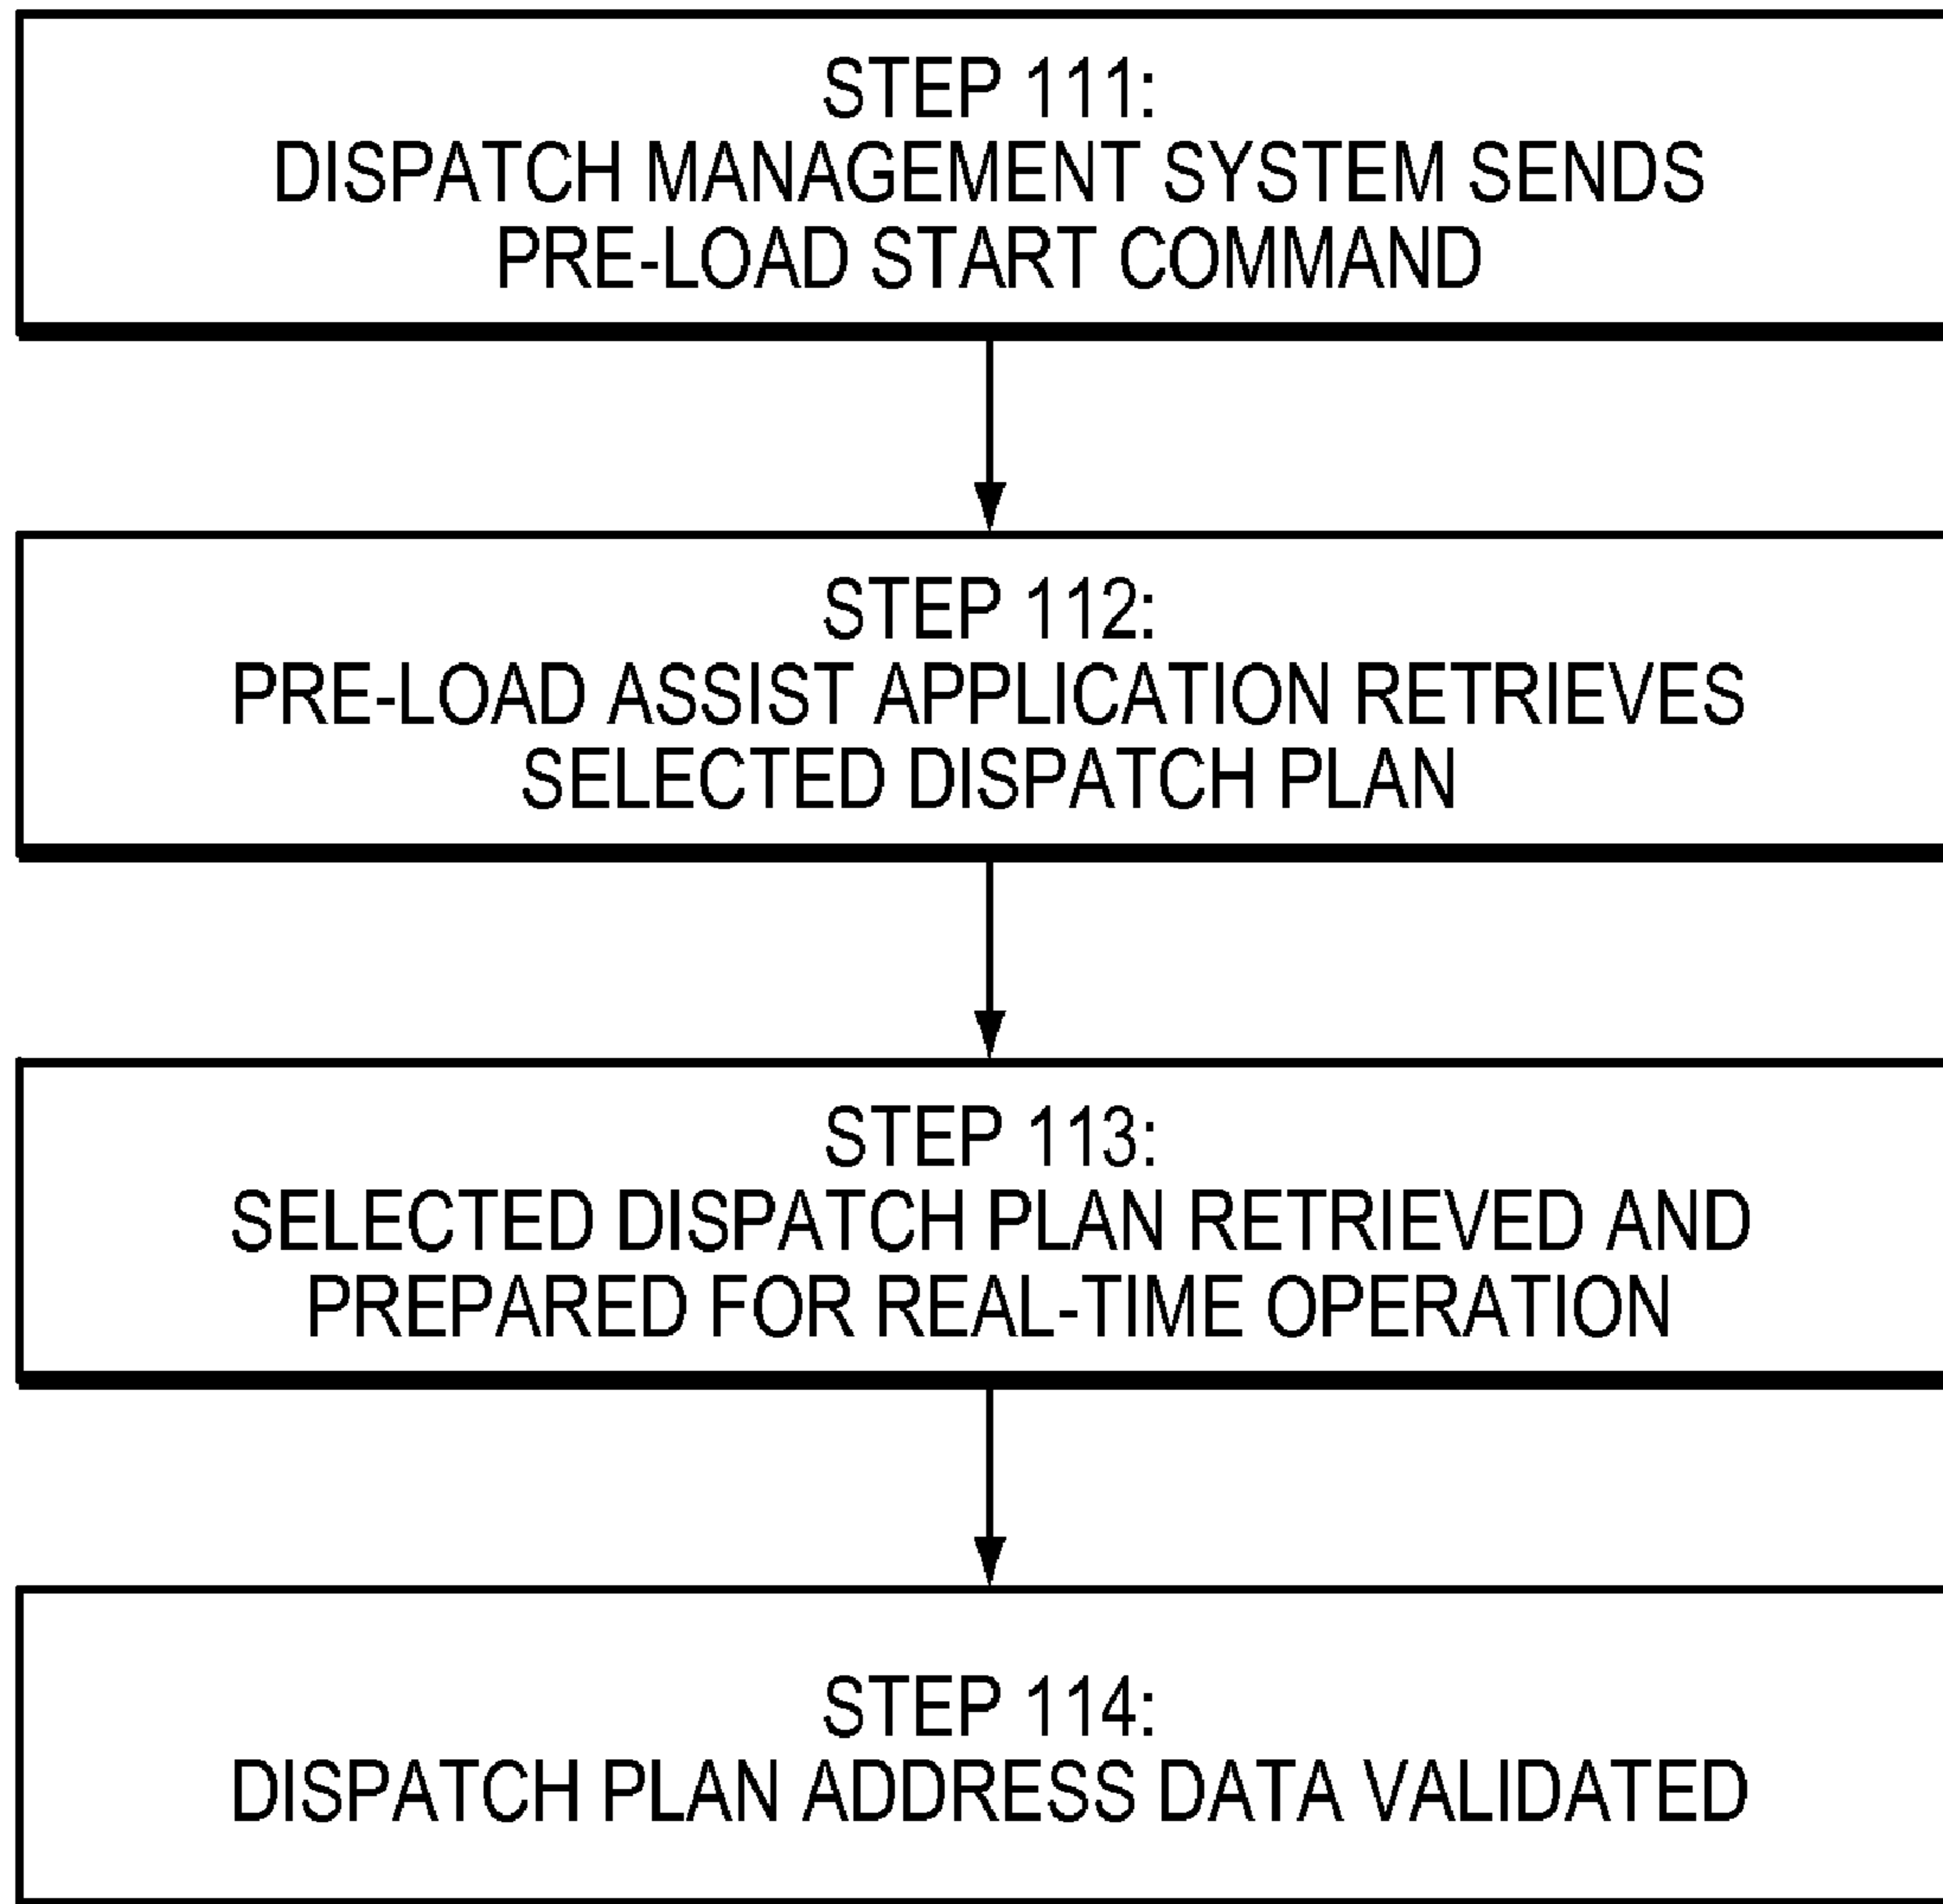 STEP 111:
DISPATCH MANAGEMENT SYSTEM SENDS
PRE-LOAD START COMMAND
STEP 112:
PRE-LOAD ASSIST APPLICATION RETRIEVES
SELECTED DISPATCH PLAN
STEP 113:
SELECTED DISPATCH PLAN RETRIEVED AND
PREPARED FOR REAL-TIME OPERATION
STEP 114:
DISPATCH PLAN ADDRESS DATA VALIDATED